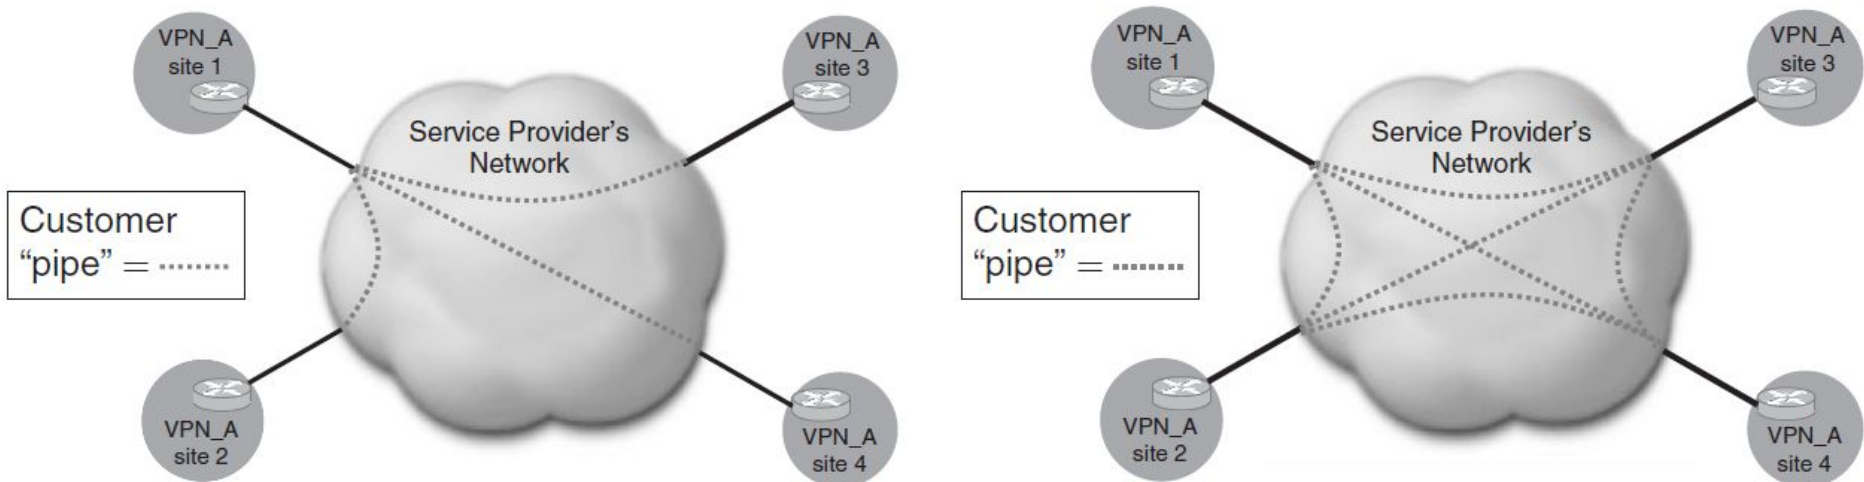 VPN_A
site 1
VPN_A
site 3
Service Provider's
Network
Customer
“pipe” =
VPN_A
site 2
VPN_A
site 4
VPN_A
site 1
VPN_A
site 3
Service Provider's
Network
Customer
“pipe” =
VPN_A
site 2
VPN_A
site 4